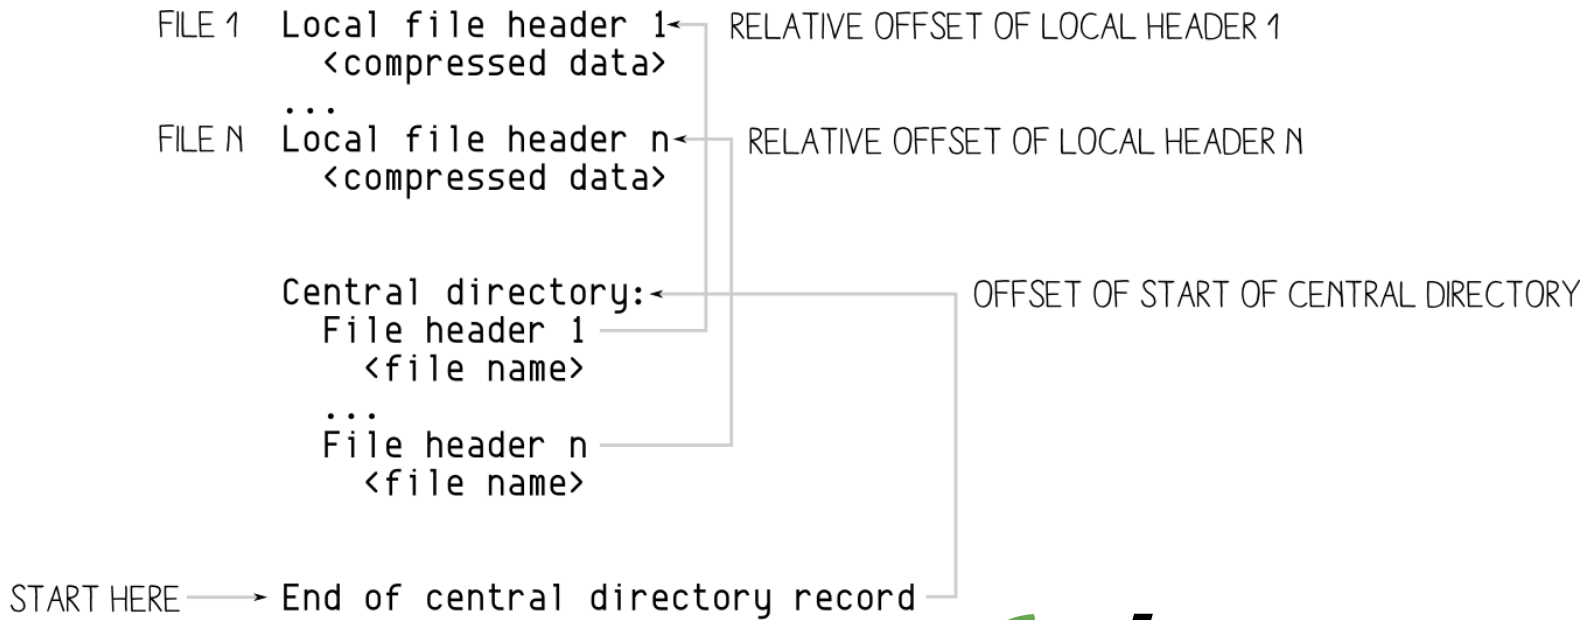 FILE 1 Local file header 1 RELATIVE OFFSET OF LOCAL HEADER 1
<compressed data>
...
FILE N Local file header n RELATIVE OFFSET OF LOCAL HEADER N
<compressed data>
Central directory: OFFSET OF START OF CENTRAL DIRECTORY
File header 1
<file name>
...
File header n
<file name>
START HERE End of central directory record